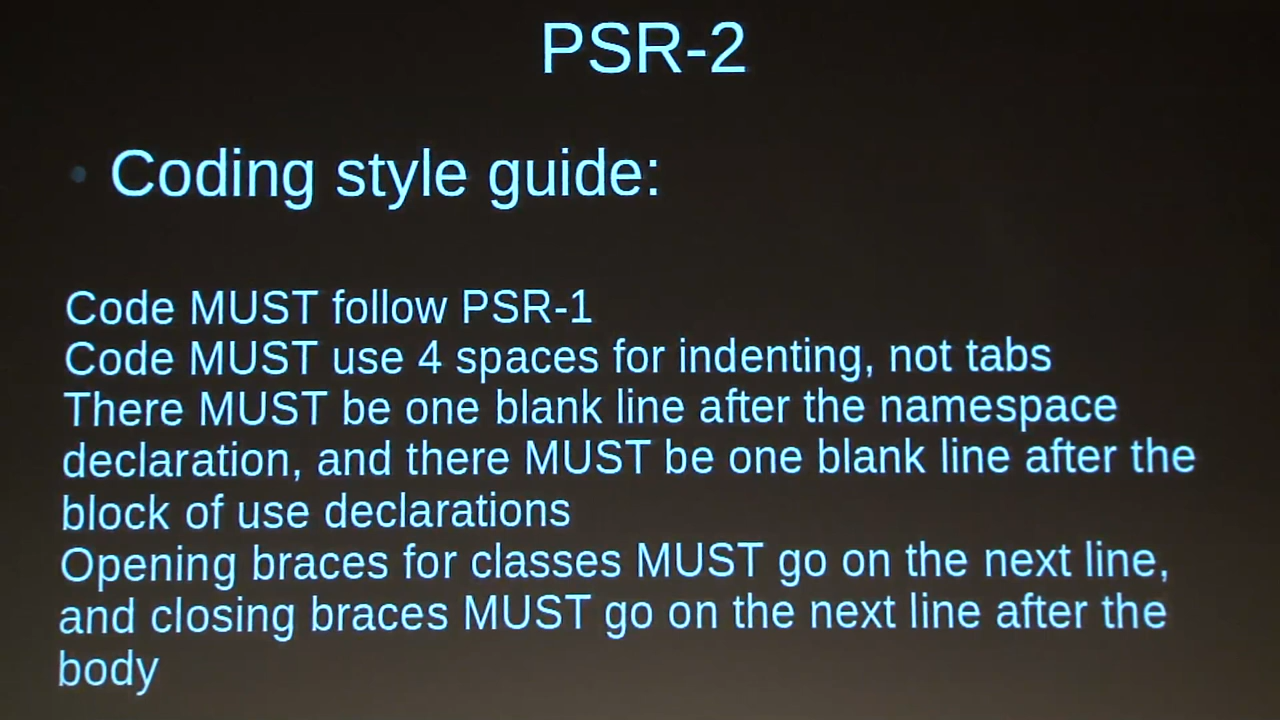 PSR-2
Coding style guide:
Code MUST follow PSR-1
Code MUST use 4 spaces for indenting, not tabs
There MUST be one blank line after the namespace
declaration, and there MUST be one blank line after the
block of use declarations
Opening braces for classes MUST go on the next line,
and closing braces MUST go on the next line after the
body